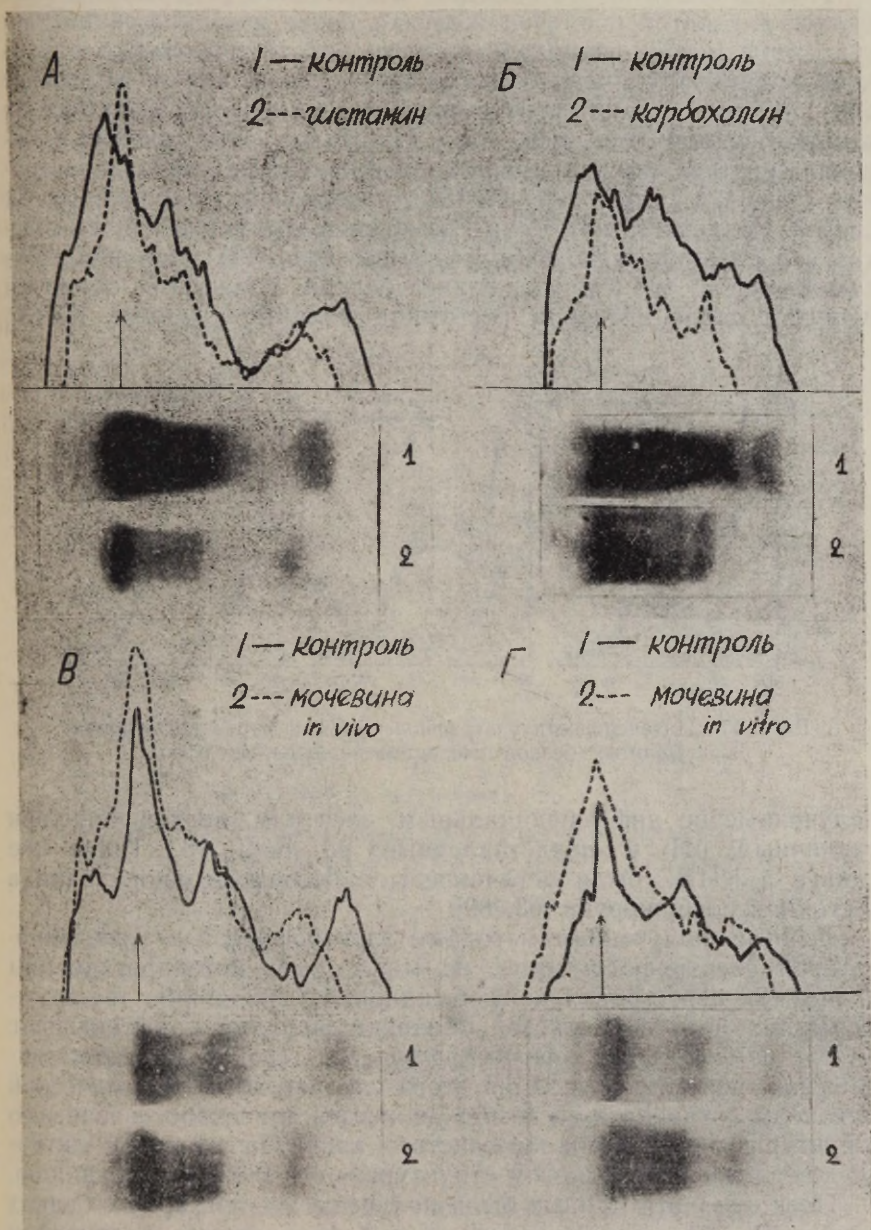 А
1 — контроль
2 --- гистамин
Б
1 — контроль
2 --- карбохолин
1
2
1
2
В
1 — контроль
2 --- мочевина
in vivo
Г
1 — контроль
2 --- мочевина
in vitro
1
2
1
2